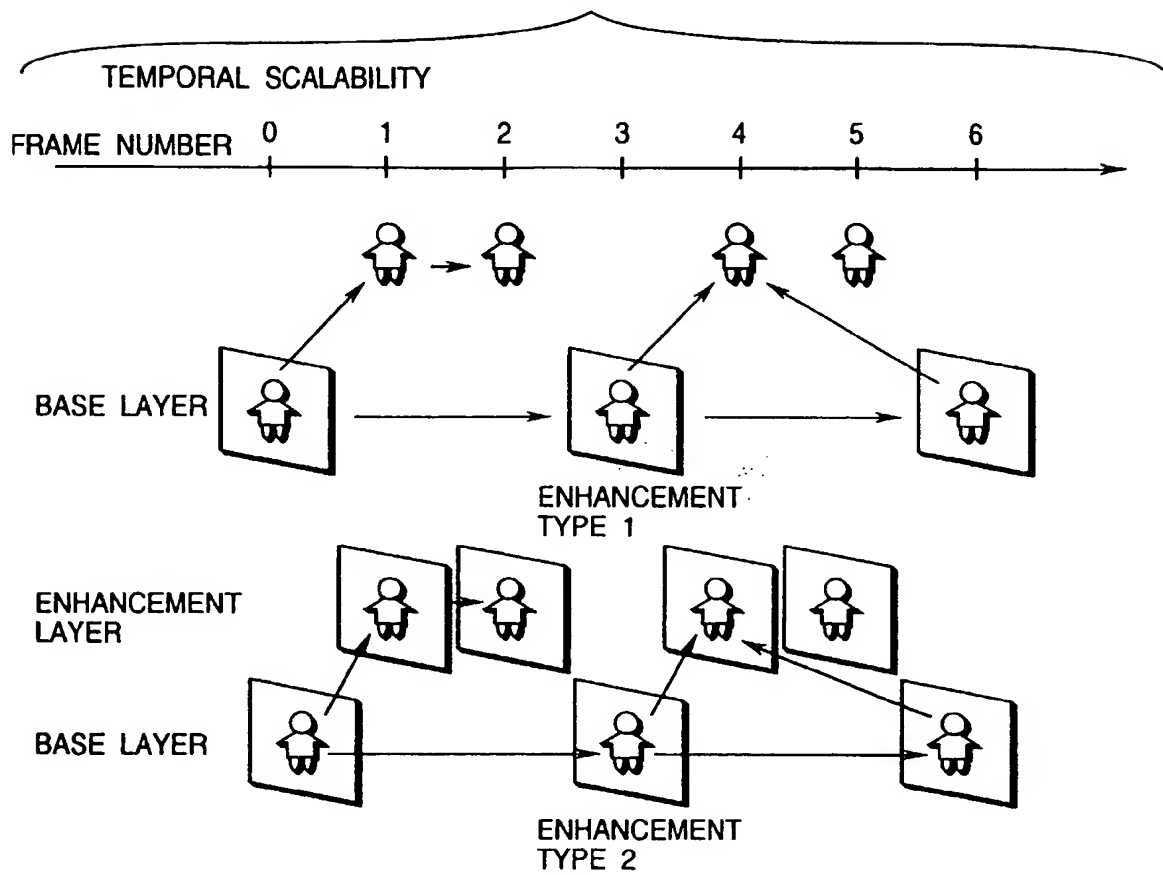 TEMPORAL SCALABILITY
FRAME NUMBER 0 1 2 3 4 5 6
BASE LAYER
ENHANCEMENT
TYPE 1
ENHANCEMENT
LAYER
BASE LAYER
ENHANCEMENT
TYPE 2